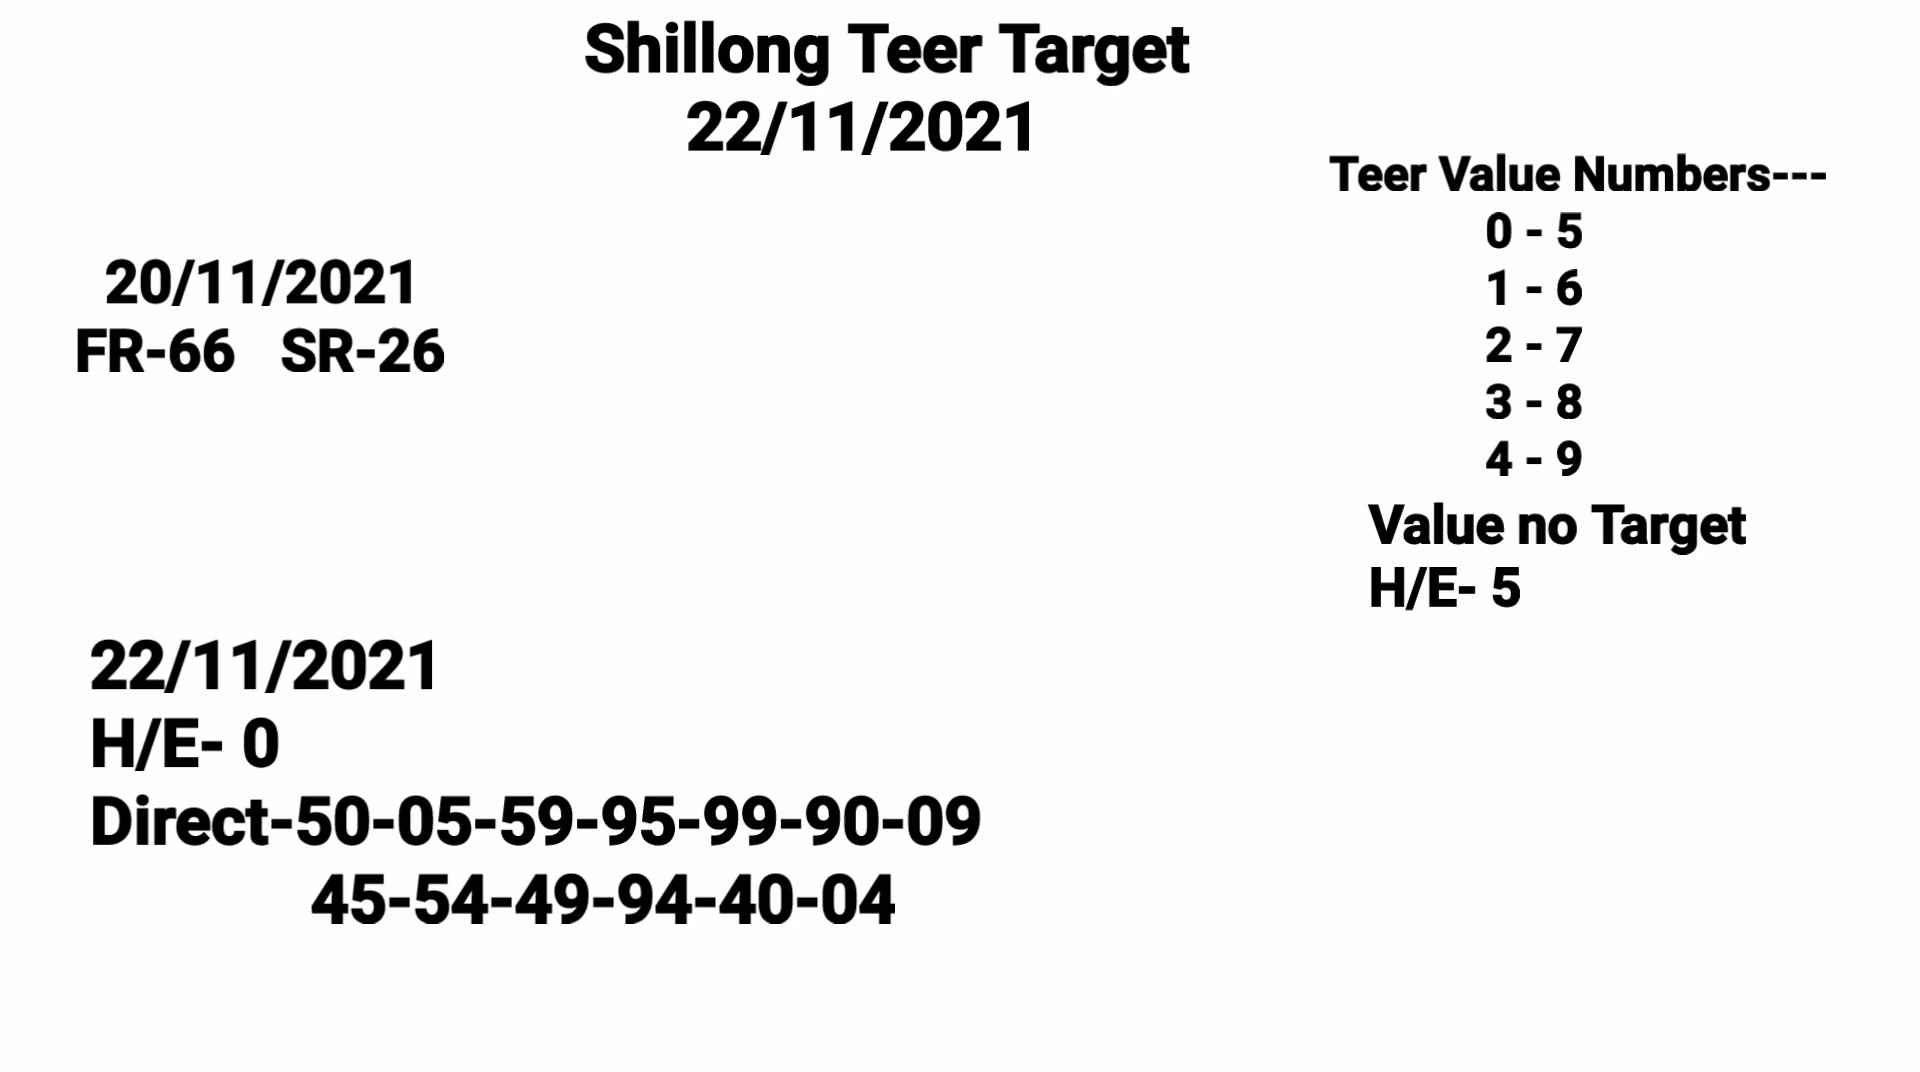 Shillong Teer Target
22/11/2021
Teer Value Numbers---
0 - 5
1 - 6
2 - 7
3 - 8
4 - 9
Value no Target
H/E- 5
20/11/2021
FR-66 SR-26
22/11/2021
H/E- 0
Direct-50-05-59-95-99-90-09
45-54-49-94-40-04